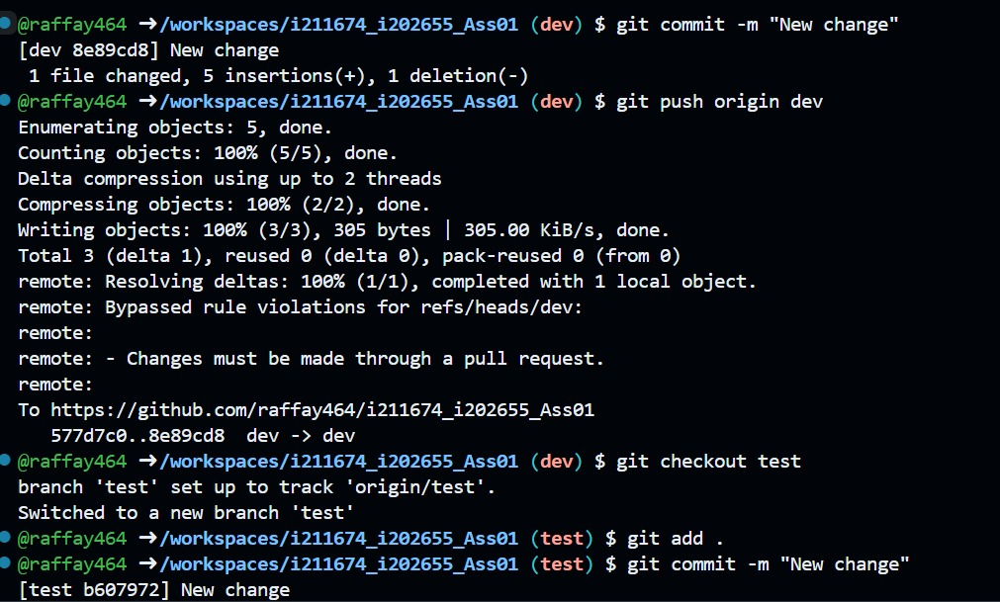 @raffay464 ➜ /workspaces/i211674_i202655_Ass01 (dev) $ git commit -m "New change"
[dev 8e89cd8] New change
 1 file changed, 5 insertions(+), 1 deletion(-)
@raffay464 ➜ /workspaces/i211674_i202655_Ass01 (dev) $ git push origin dev
Enumerating objects: 5, done.
Counting objects: 100% (5/5), done.
Delta compression using up to 2 threads
Compressing objects: 100% (2/2), done.
Writing objects: 100% (3/3), 305 bytes | 305.00 KiB/s, done.
Total 3 (delta 1), reused 0 (delta 0), pack-reused 0 (from 0)
remote: Resolving deltas: 100% (1/1), completed with 1 local object.
remote: Bypassed rule violations for refs/heads/dev:
remote:
remote: - Changes must be made through a pull request.
remote:
To https://github.com/raffay464/i211674_i202655_Ass01
   577d7c0..8e89cd8  dev -> dev
@raffay464 ➜ /workspaces/i211674_i202655_Ass01 (dev) $ git checkout test
branch 'test' set up to track 'origin/test'.
Switched to a new branch 'test'
@raffay464 ➜ /workspaces/i211674_i202655_Ass01 (test) $ git add .
@raffay464 ➜ /workspaces/i211674_i202655_Ass01 (test) $ git commit -m "New change"
[test b607972] New change